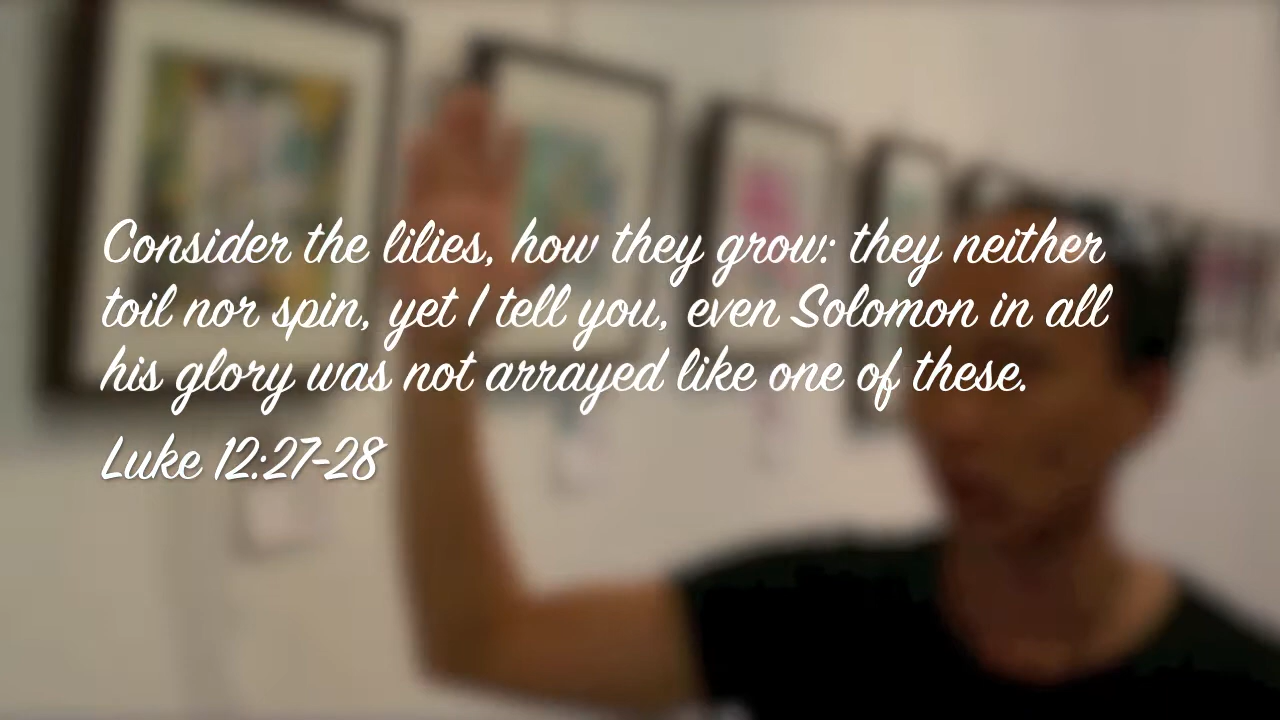 Consider the lilies, how they grow: they neither
toil nor spin, yet I tell you, even Solomon in all
his glory was not arrayed like one of these.
Luke 12:27-28